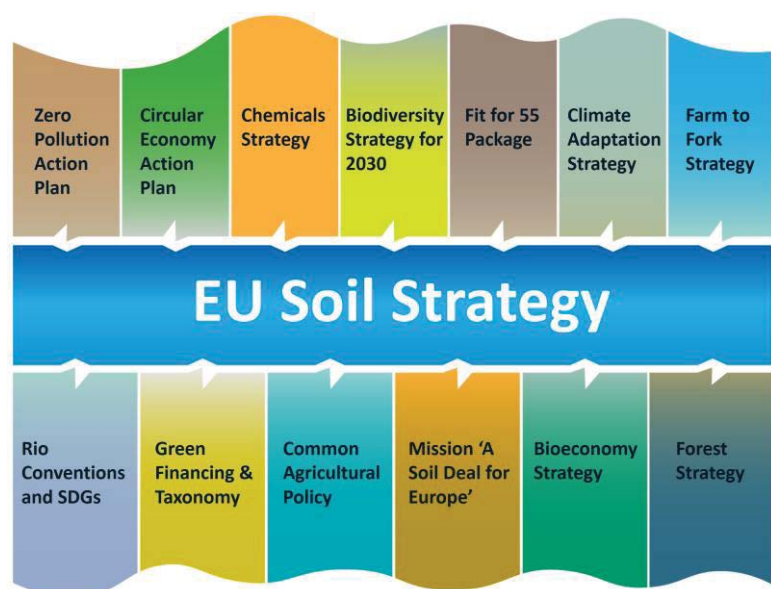 Zero
Pollution
Action
Plan
Circular
Economy
Action
Plan
Chemicals
Strategy
Biodiversity
Strategy for
2030
Fit for 55
Package
Climate
Adaptation
Strategy
Farm to
Fork
Strategy
EU Soil Strategy
Rio
Conventions
and SDGs
Green
Financing &
Taxonomy
Common
Agricultural
Policy
Mission ‘A
Soil Deal for
Europe’
Bioeconomy
Strategy
Forest
Strategy